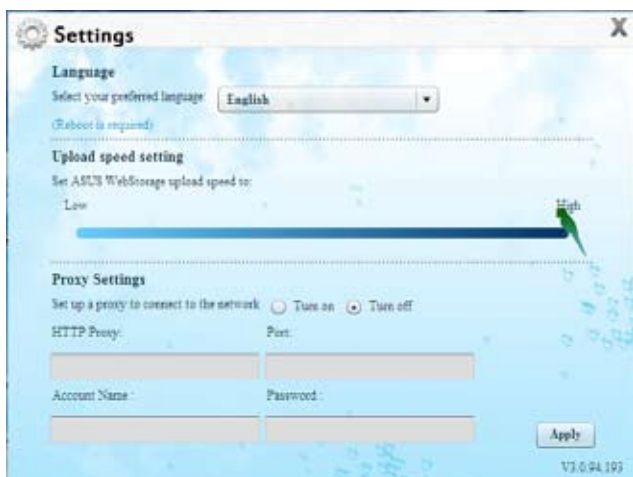 Settings
X
Language
Select your preferred language:
English
(Reboot is required)
Upload speed setting
Set ASUS WebStorage upload speed to:
Low High
Proxy Settings
Set up a proxy to connect to the network Turn on Turn off
HTTP Proxy: Port:
Account Name : Password :
Apply
V3.0.94.193